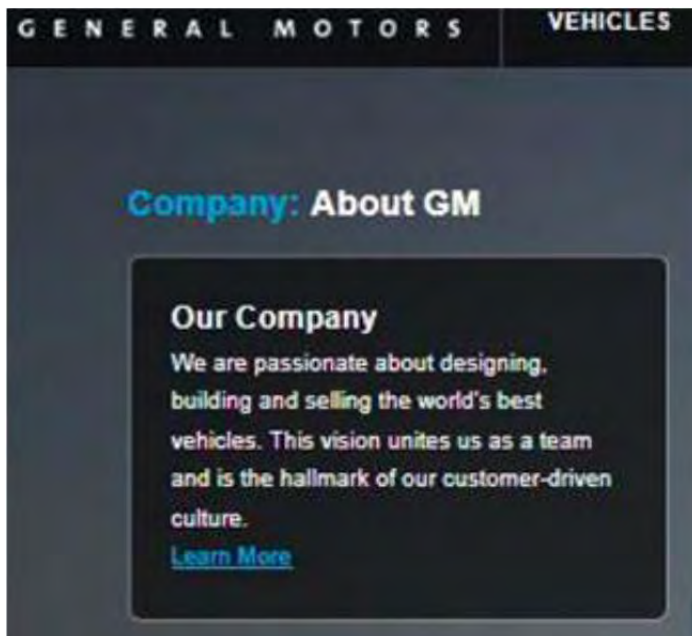 GENERAL MOTORS
VEHICLES
Company: About GM
Our Company
We are passionate about designing,
building and selling the world's best
vehicles. This vision unites us as a team
and is the hallmark of our customer-driven
culture.
Learn More